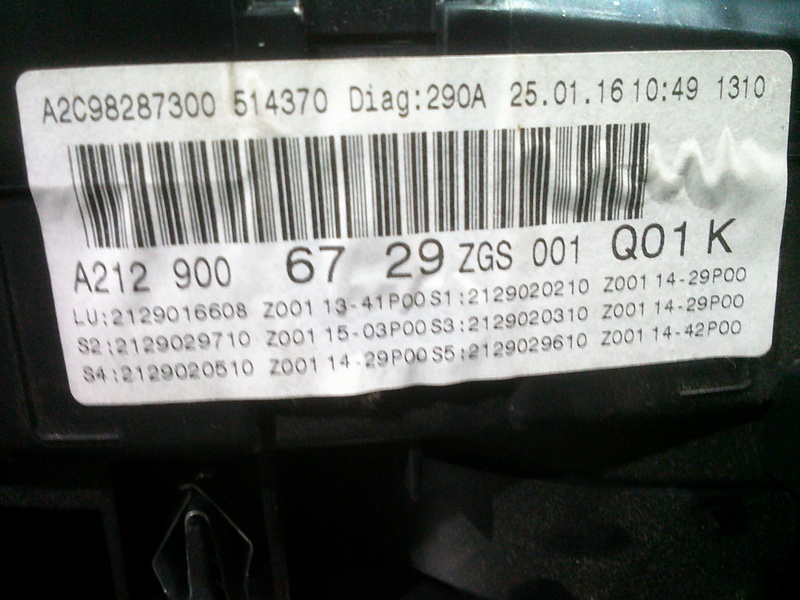 A2C98287300 514370 Diag:290A 25.01.16 10:49 1310
A212 900 67 29 ZGS 001 Q01 K
LU:2129016608 Z001 13-41P00 S1:2129020210 Z001 14-29P00
S2:2129029710 Z001 15-03P00 S3:2129020310 Z001 14-29P00
S4:2129020510 Z001 14-29P00 S5:2129029610 Z001 14-42P00